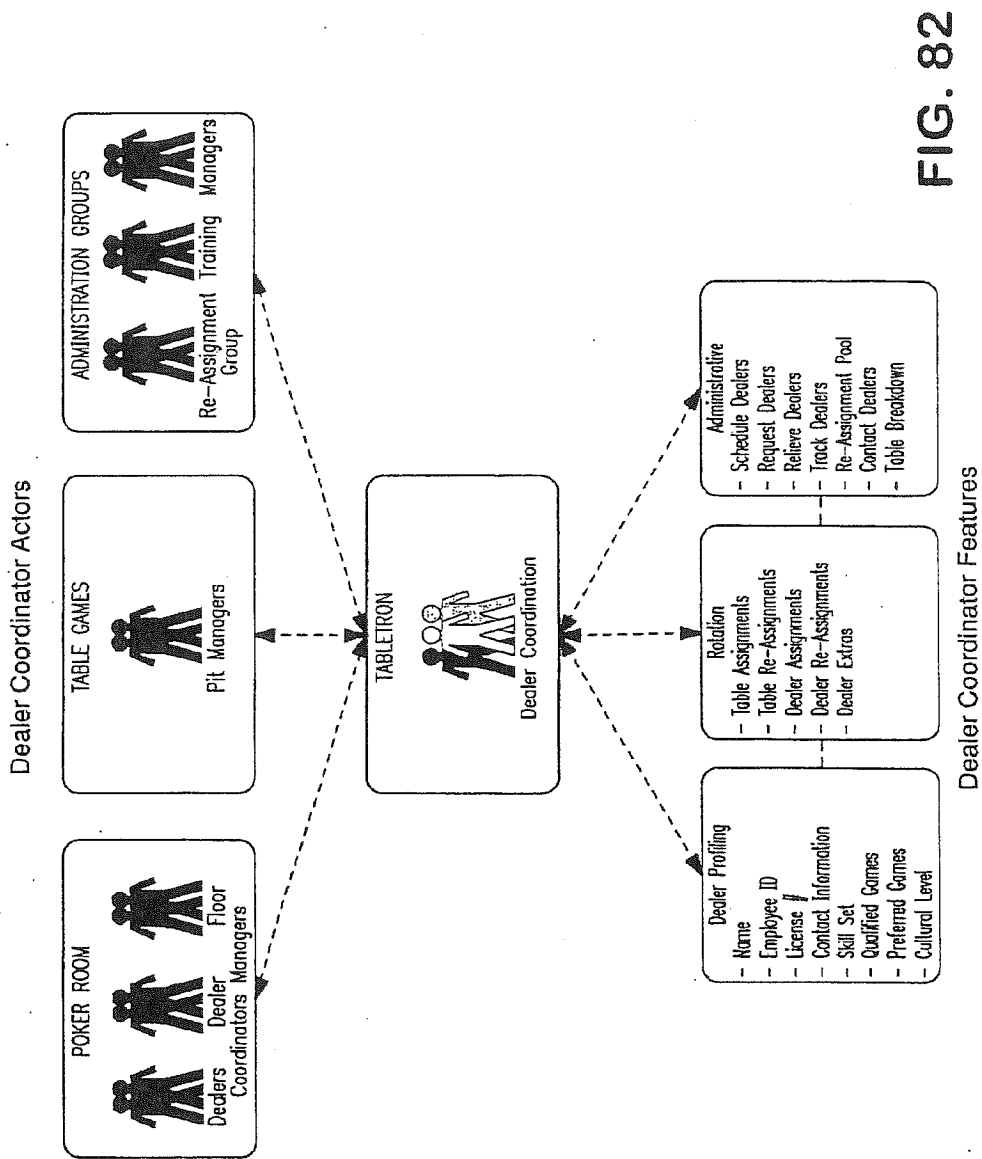 Dealer Coordinator Actors
POKER ROOM
Dealers Dealer Floor
Coordinators Managers
TABLE GAMES
Pit Managers
ADMINISTRATION GROUPS
Re-Assignment Training Managers
Group
TABLETRON
Dealer Coordination
Dealer Profiling
- Name
- Employee ID
- License #
- Contact Information
- Skill Set
- Qualified Games
- Preferred Games
- Cultural Level
Rotation
- Table Assignments
- Table Re-Assignments
- Dealer Assignments
- Dealer Re-Assignments
- Dealer Extras
Administrative
- Schedule Dealers
- Request Dealers
- Relieve Dealers
- Track Dealers
- Re-Assignment Pool
- Contact Dealers
- Table Breakdown
Dealer Coordinator Features
FIG. 82